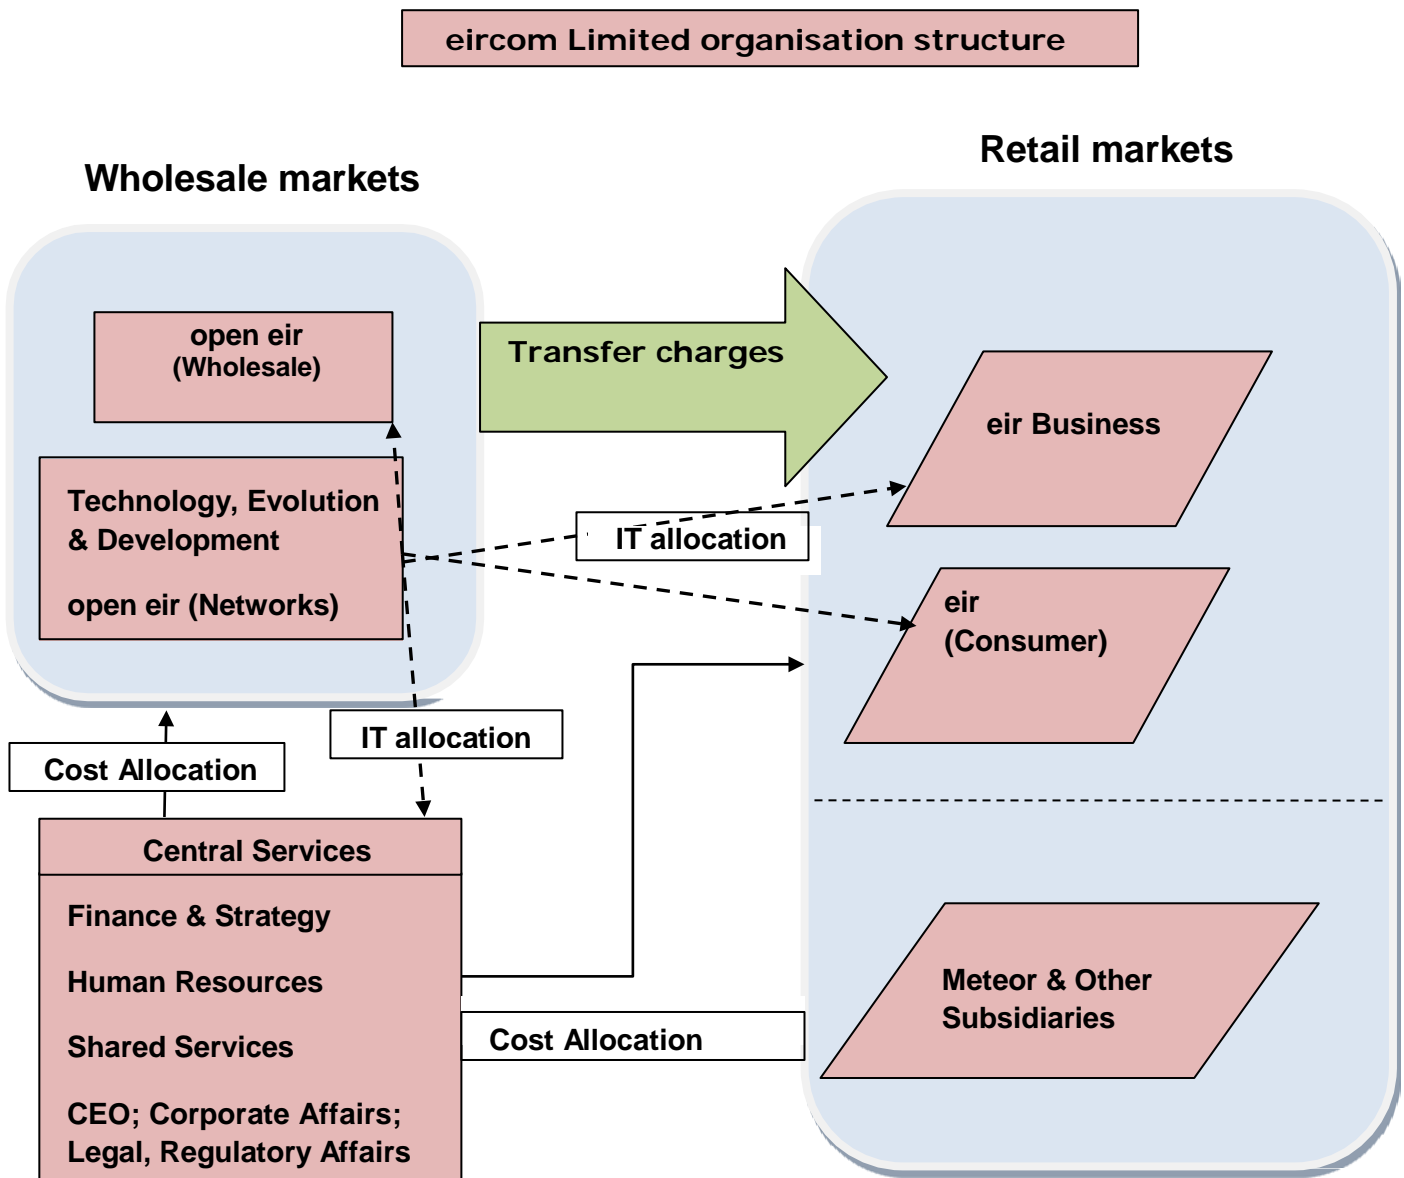 eircom Limited organisation structure
Wholesale markets
Retail markets
open eir
(Wholesale)
Transfer charges
eir Business
Technology, Evolution
& Development
open eir (Networks)
IT allocation
eir
(Consumer)
IT allocation
Cost Allocation
Central Services
Finance & Strategy
Human Resources
Shared Services
CEO; Corporate Affairs;
Legal, Regulatory Affairs
Cost Allocation
Meteor & Other
Subsidiaries